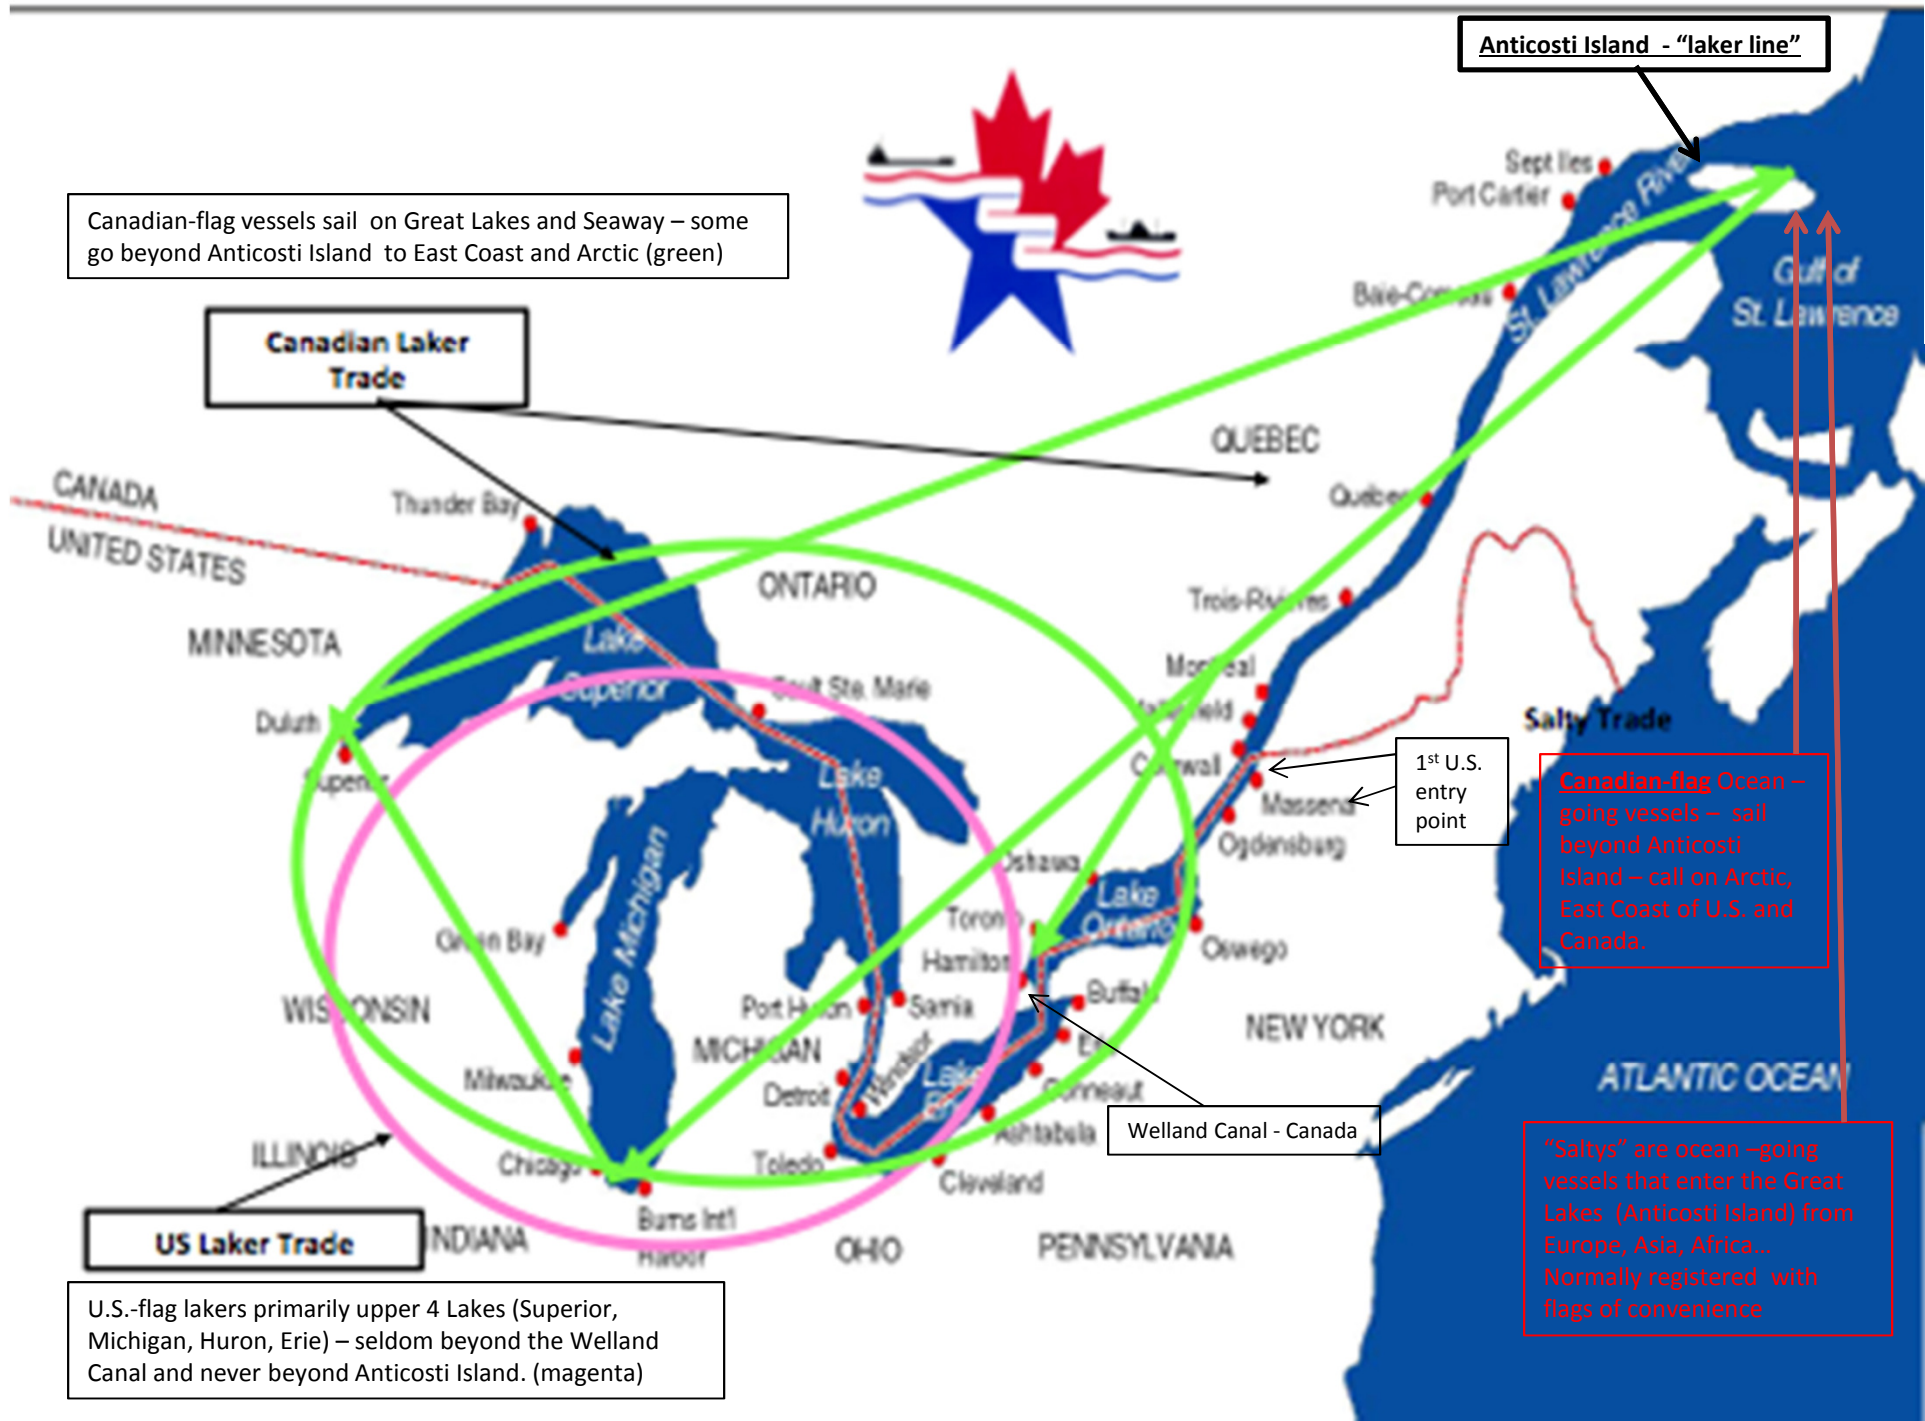 Anticosti Island - “laker line”
Sept Iles
Port Cartier
St. Lawrence River
Canadian-flag vessels sail on Great Lakes and Seaway – some
go beyond Anticosti Island to East Coast and Arctic (green)
Gulf of
St. Lawrence
Canadian Laker
Trade
QUEBEC
CANADA
UNITED STATES
Thunder Bay
ONTARIO
MINNESOTA
Lake
Superior
Sault Ste. Marie
Duluth
Superior
Trois-Rivieres
Montreal
Cornwall
Massena
Ogdensburg
1st U.S.
entry
point
Salty Trade
Canadian-flag Ocean –
going vessels – sail
beyond Anticosti
Island – call on Arctic,
East Coast of U.S. and
Canada.
Lake
Huron
Lake Michigan
Oshawa
Lake
Ontario
Toronto
Hamilton
Oswego
Green Bay
WISCONSIN
Port Huron
Sarnia
Buffalo
NEW YORK
MICHIGAN
Windsor
Detroit
Lake
Erie
Conneaut
Milwaukee
ATLANTIC OCEAN
Welland Canal - Canada
Ashtabula
ILLINOIS
Chicago
Toledo
Cleveland
“Saltys” are ocean –going
vessels that enter the Great
Lakes (Anticosti Island) from
Europe, Asia, Africa…
Normally registered with
flags of convenience
US Laker Trade
INDIANA
Burns Int'l
Harbor
OHIO
PENNSYLVANIA
U.S.-flag lakers primarily upper 4 Lakes (Superior,
Michigan, Huron, Erie) – seldom beyond the Welland
Canal and never beyond Anticosti Island. (magenta)